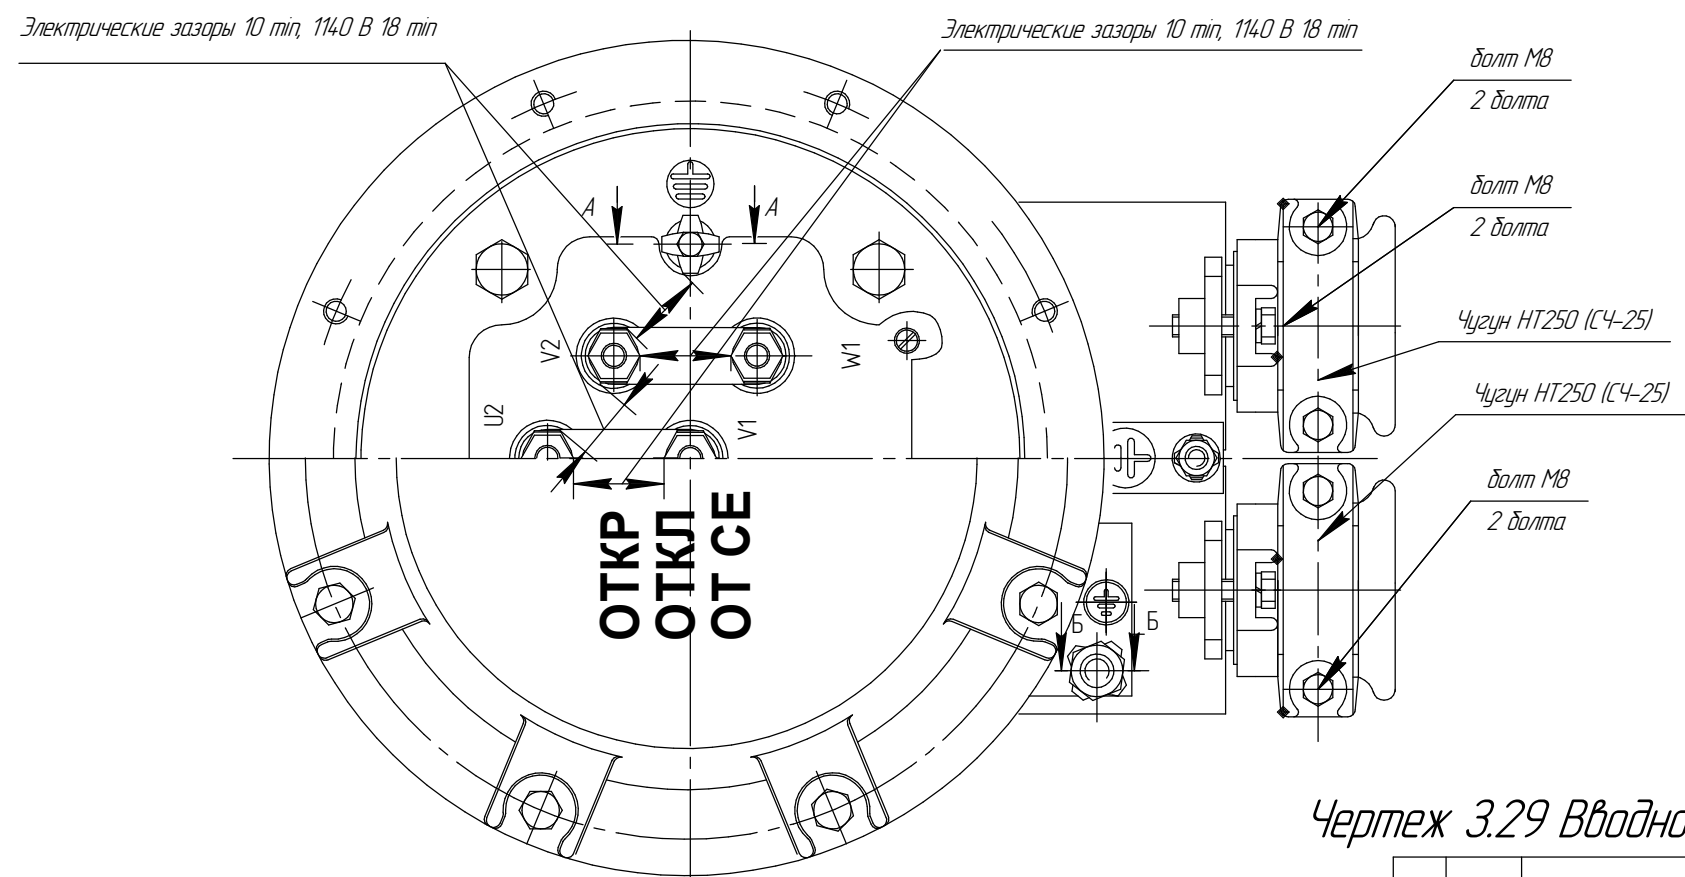 Электрические зазоры 10 min, 1140 В 18 min
Электрические зазоры 10 min, 1140 В 18 min
болт М8
2 болта
болт М8
2 болта
А
А
V2
W1
Чугун НТ250 (СЧ-25)
Чугун НТ250 (СЧ-25)
U2
V1
болт М8
2 болта
ОТКР
ОТКЛ
ОТ СЕ
Б
Б
Чертеж 3.29 Вводно